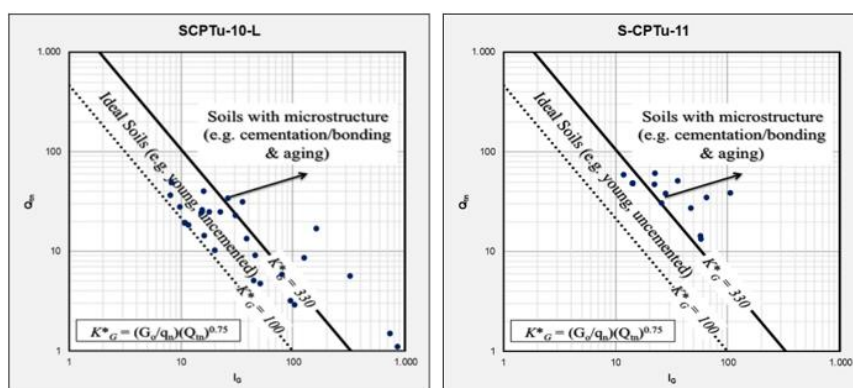 SCPTu-10-L
1.000
100
10
1
Qtn
1
10
100
1.000
IG
Soils with microstructure
(e.g. cementation/bonding
& aging)
Ideal Soils (e.g. young, uncemented)
K*G = 330
K*G = 100
K*G = (Go/qn)(Qtn)0.75
S-CPTu-11
1.000
100
10
1
Qtn
1
10
100
1.000
IG
Soils with microstructure
(e.g. cementation/bonding
& aging)
Ideal Soils (e.g. young, uncemented)
K*G = 330
K*G = 100
K*G = (Go/qn)(Qtn)0.75